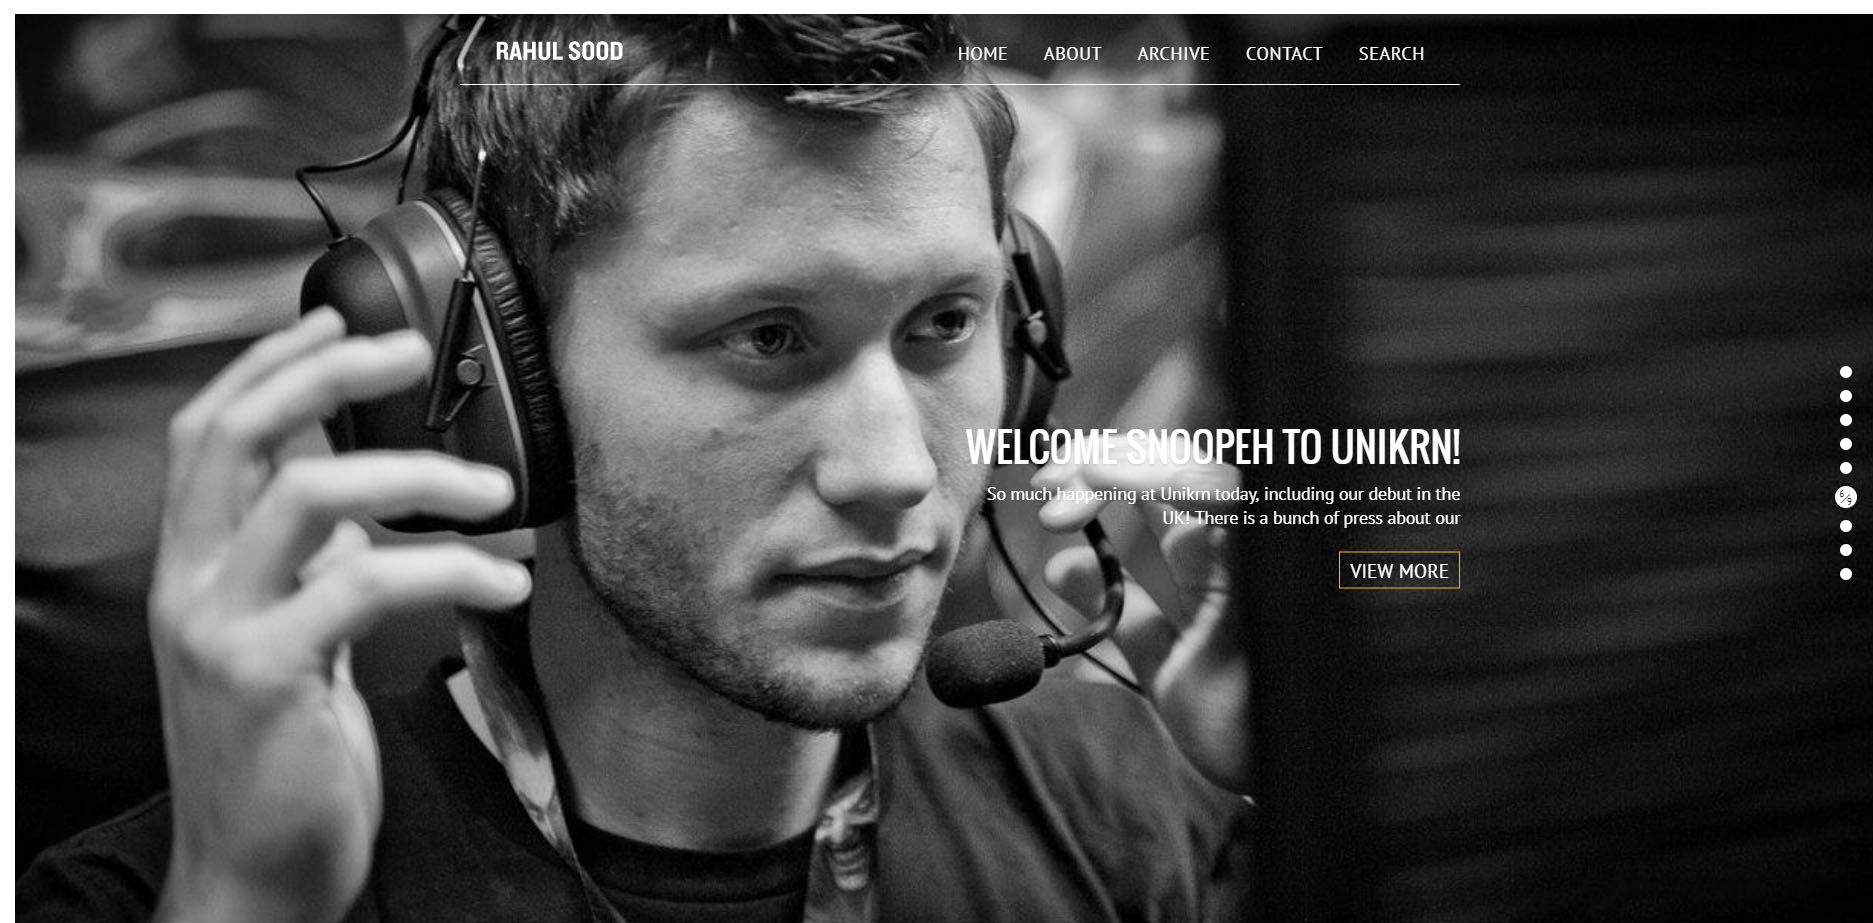 RAHUL SOOD
HOME ABOUT ARCHIVE CONTACT SEARCH
WELCOME SNOOPEH TO UNIKRN!
So much happening at Unikrn today, including our debut in the
UK! There is a bunch of press about our
VIEW MORE
6/9